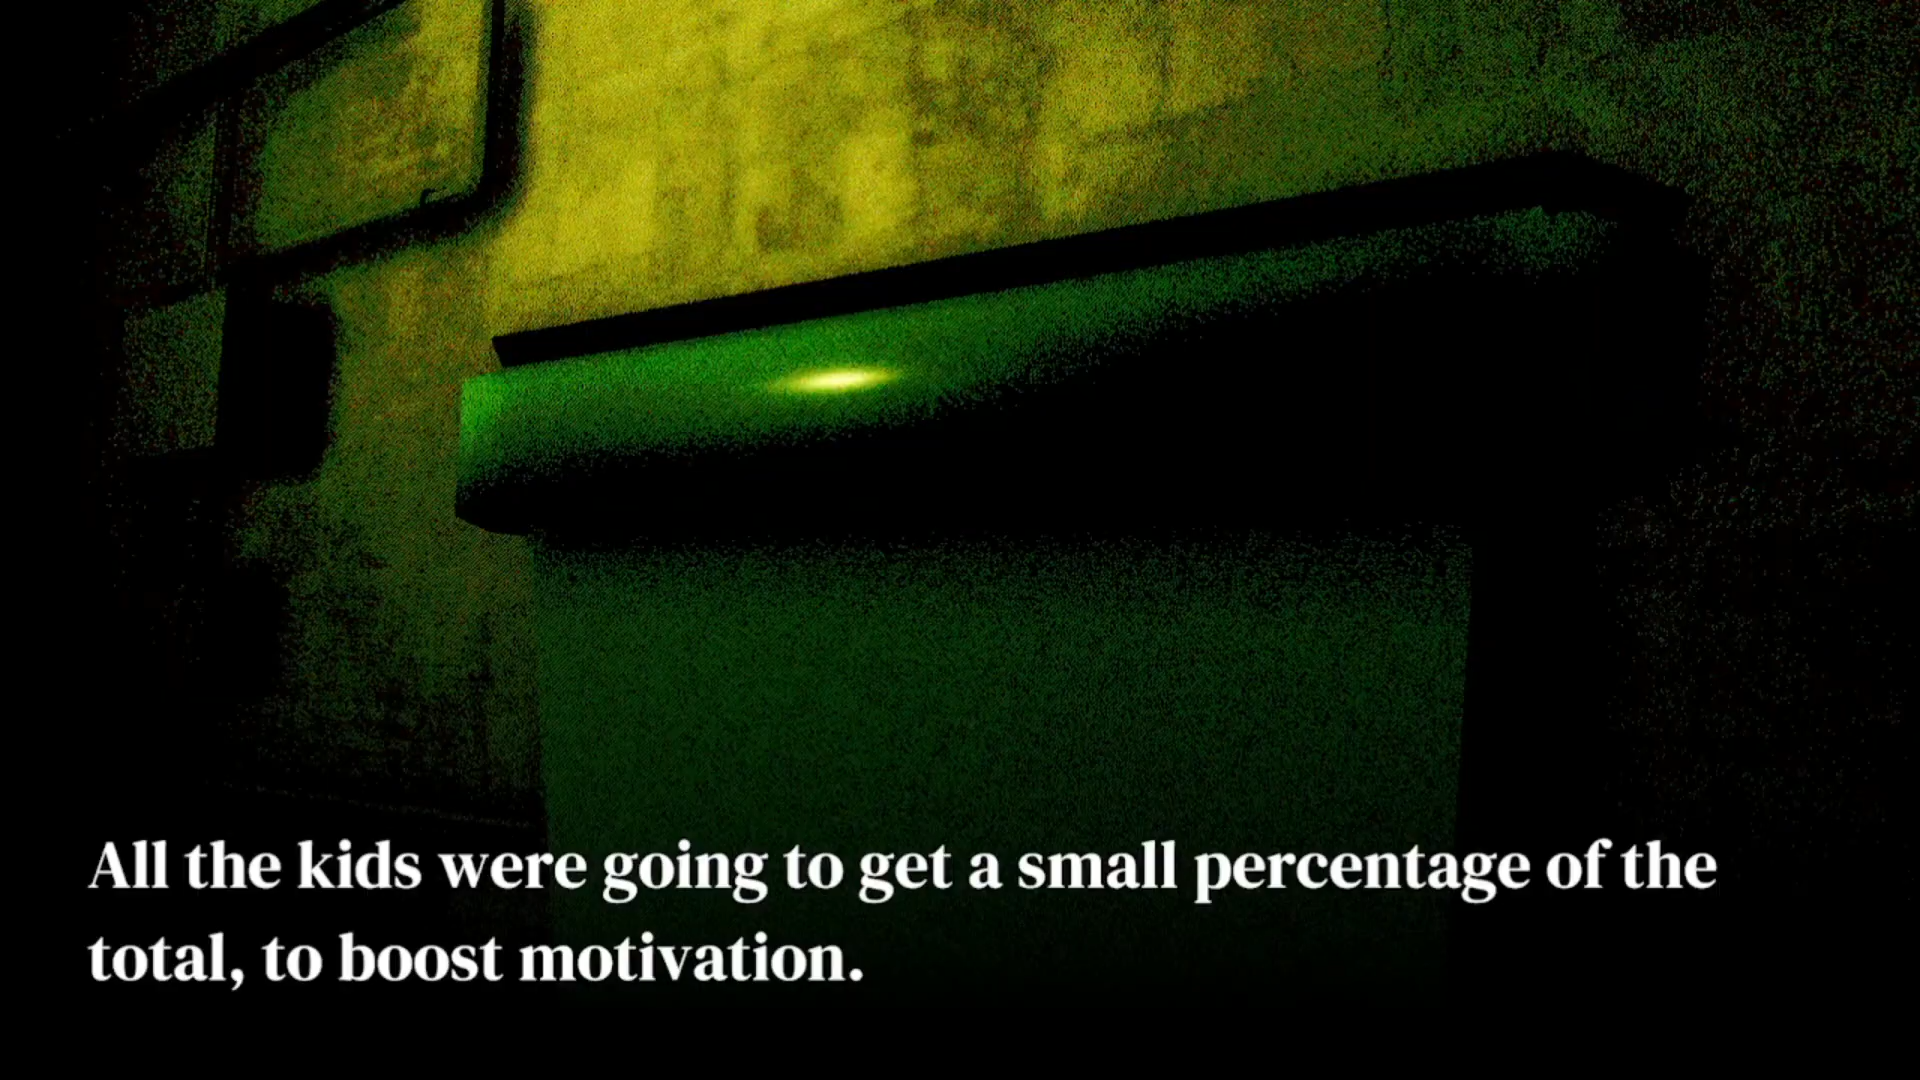 All the kids were going to get a small percentage of the
total, to boost motivation.